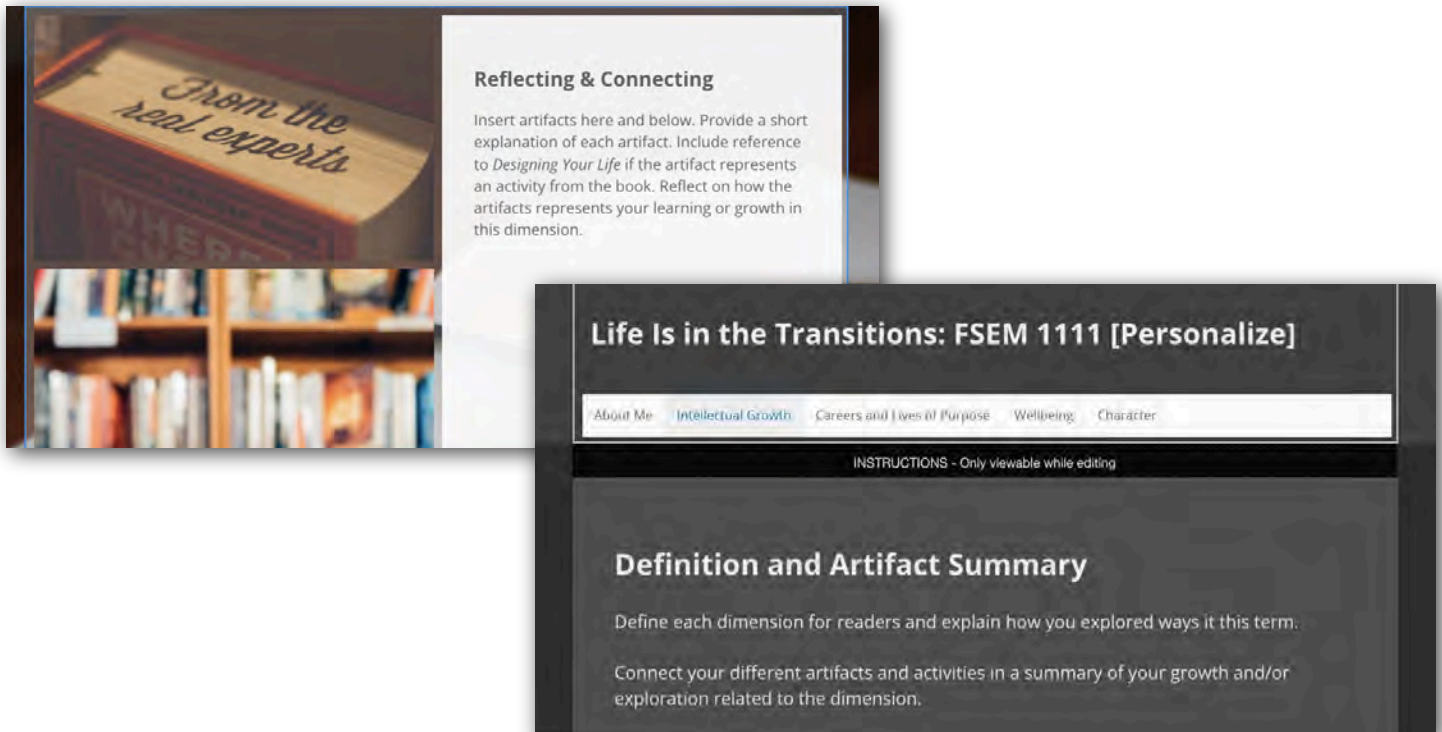 From the
real experts
WHERE
Reflecting & Connecting
Insert artifacts here and below. Provide a short
explanation of each artifact. Include reference
to Designing Your Life if the artifact represents
an activity from the book. Reflect on how the
artifacts represents your learning or growth in
this dimension.
Life Is in the Transitions: FSEM 1111 [Personalize]
About Me Intellectual Growth Careers and Lives of Purpose Wellbeing Character
INSTRUCTIONS - Only viewable while editing
Definition and Artifact Summary
Define each dimension for readers and explain how you explored ways it this term.
Connect your different artifacts and activities in a summary of your growth and/or
exploration related to the dimension.